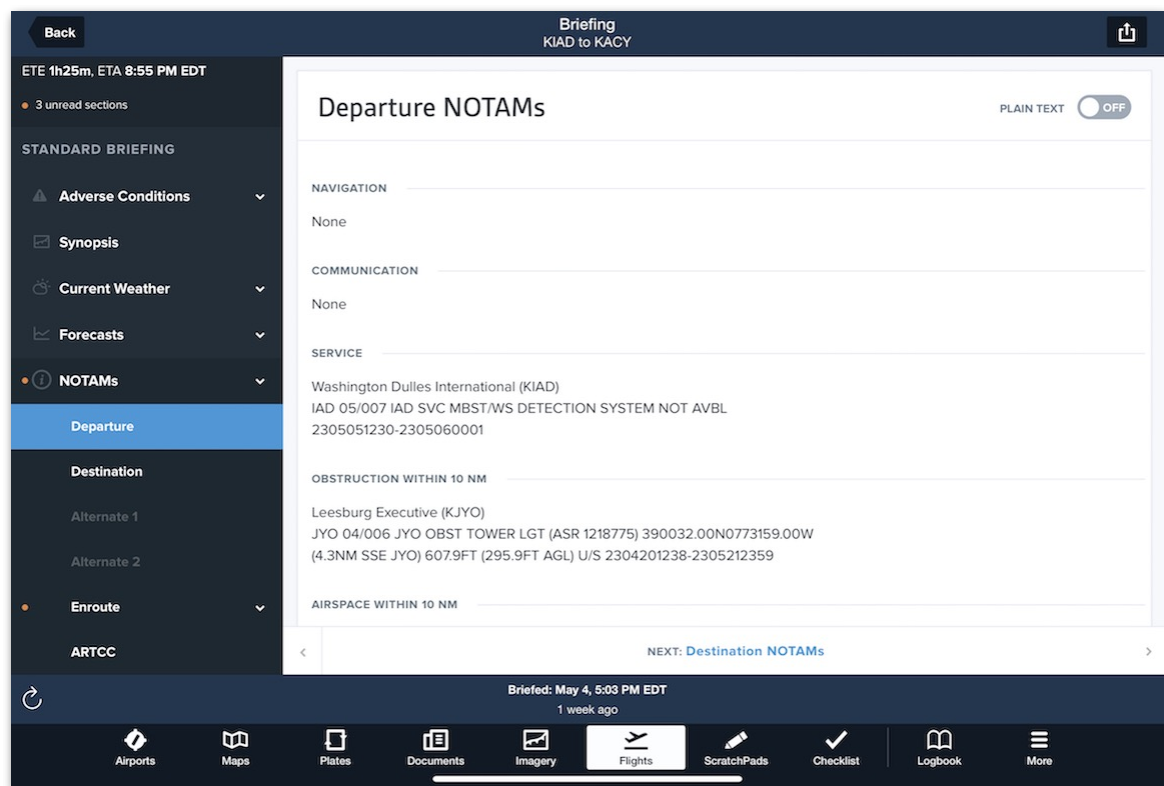 Back
Briefing
KIAD to KACY
ETE 1h25m, ETA 8:55 PM EDT
3 unread sections
STANDARD BRIEFING
Adverse Conditions
Synopsis
Current Weather
Forecasts
NOTAMs
Departure
Destination
Alternate 1
Alternate 2
Enroute
ARTCC
Departure NOTAMs
PLAIN TEXT OFF
NAVIGATION
None
COMMUNICATION
None
SERVICE
Washington Dulles International (KIAD)
IAD 05/007 IAD SVC MBST/WS DETECTION SYSTEM NOT AVBL
2305051230-2305060001
OBSTRUCTION WITHIN 10 NM
Leesburg Executive (KJYO)
JYO 04/006 JYO OBST TOWER LGT (ASR 1218775) 390032.00N0773159.00W
(4.3NM SSE JYO) 607.9FT (295.9FT AGL) U/S 2304201238-2305212359
AIRSPACE WITHIN 10 NM
NEXT: Destination NOTAMs
Briefed: May 4, 5:03 PM EDT
1 week ago
Airports
Maps
Plates
Documents
Imagery
Flights
ScratchPads
Checklist
Logbook
More